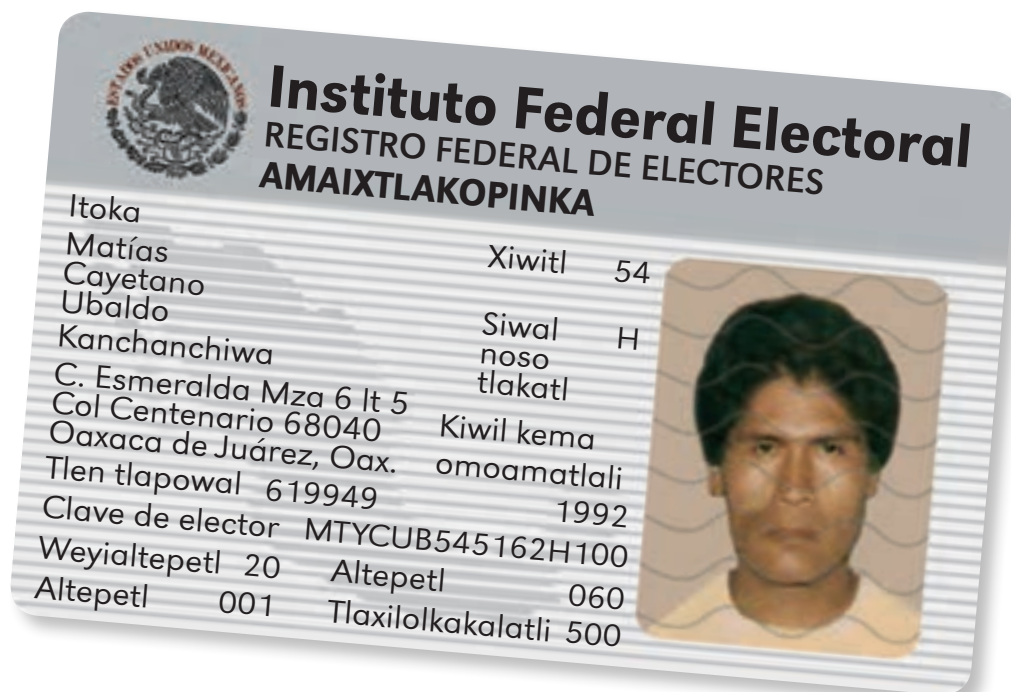 ESTADOS UNIDOS MEXICANOS
Instituto Federal Electoral
REGISTRO FEDERAL DE ELECTORES
AMAIXTLAKOPINKA
Itoka
Matías
Cayetano
Ubaldo
Xiwitl 54
Siwal H
noso
tlakatl
Kanchanchiwa
C. Esmeralda Mza 6 lt 5
Col Centenario 68040
Oaxaca de Juárez, Oax.
Kiwil kema
omoamatlali
1992
Tlen tlapowal 619949
Clave de elector MTYCUB545162H100
Weyialtepetl 20 Altepetl 060
Altepetl 001 Tlaxilolkakalatli 500